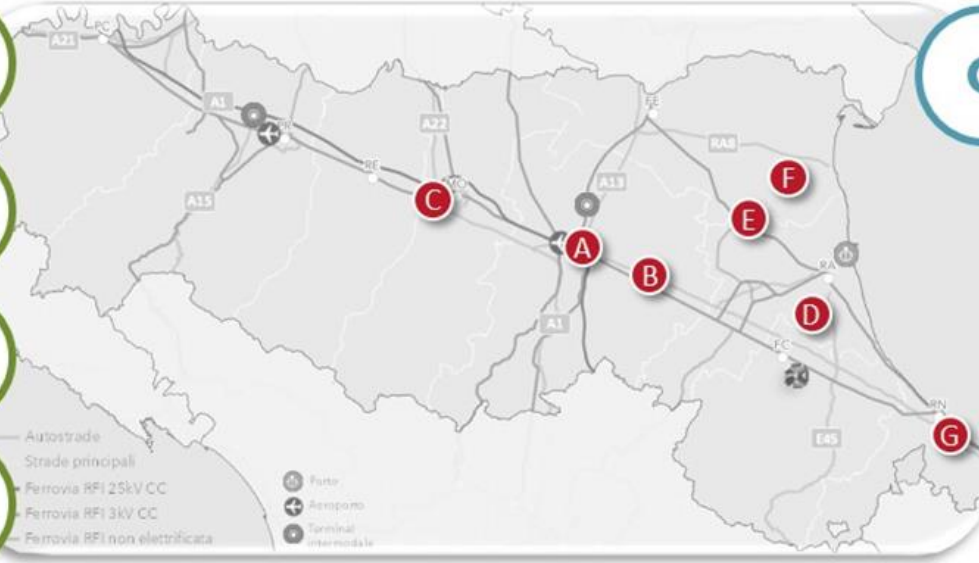 PC
A21
A1
PR
A22
RE
MO
A15
FE
RA8
A13
F
C
E
A
B
RA
D
A1
FC
RN
G
E45
Autostrade
Strade principali
Ferrovia RFI 25kV CC
Ferrovia RFI 3kV CC
Ferrovia RFI non elettrificata
Porto
Aeroporto
Terminal
intermodale